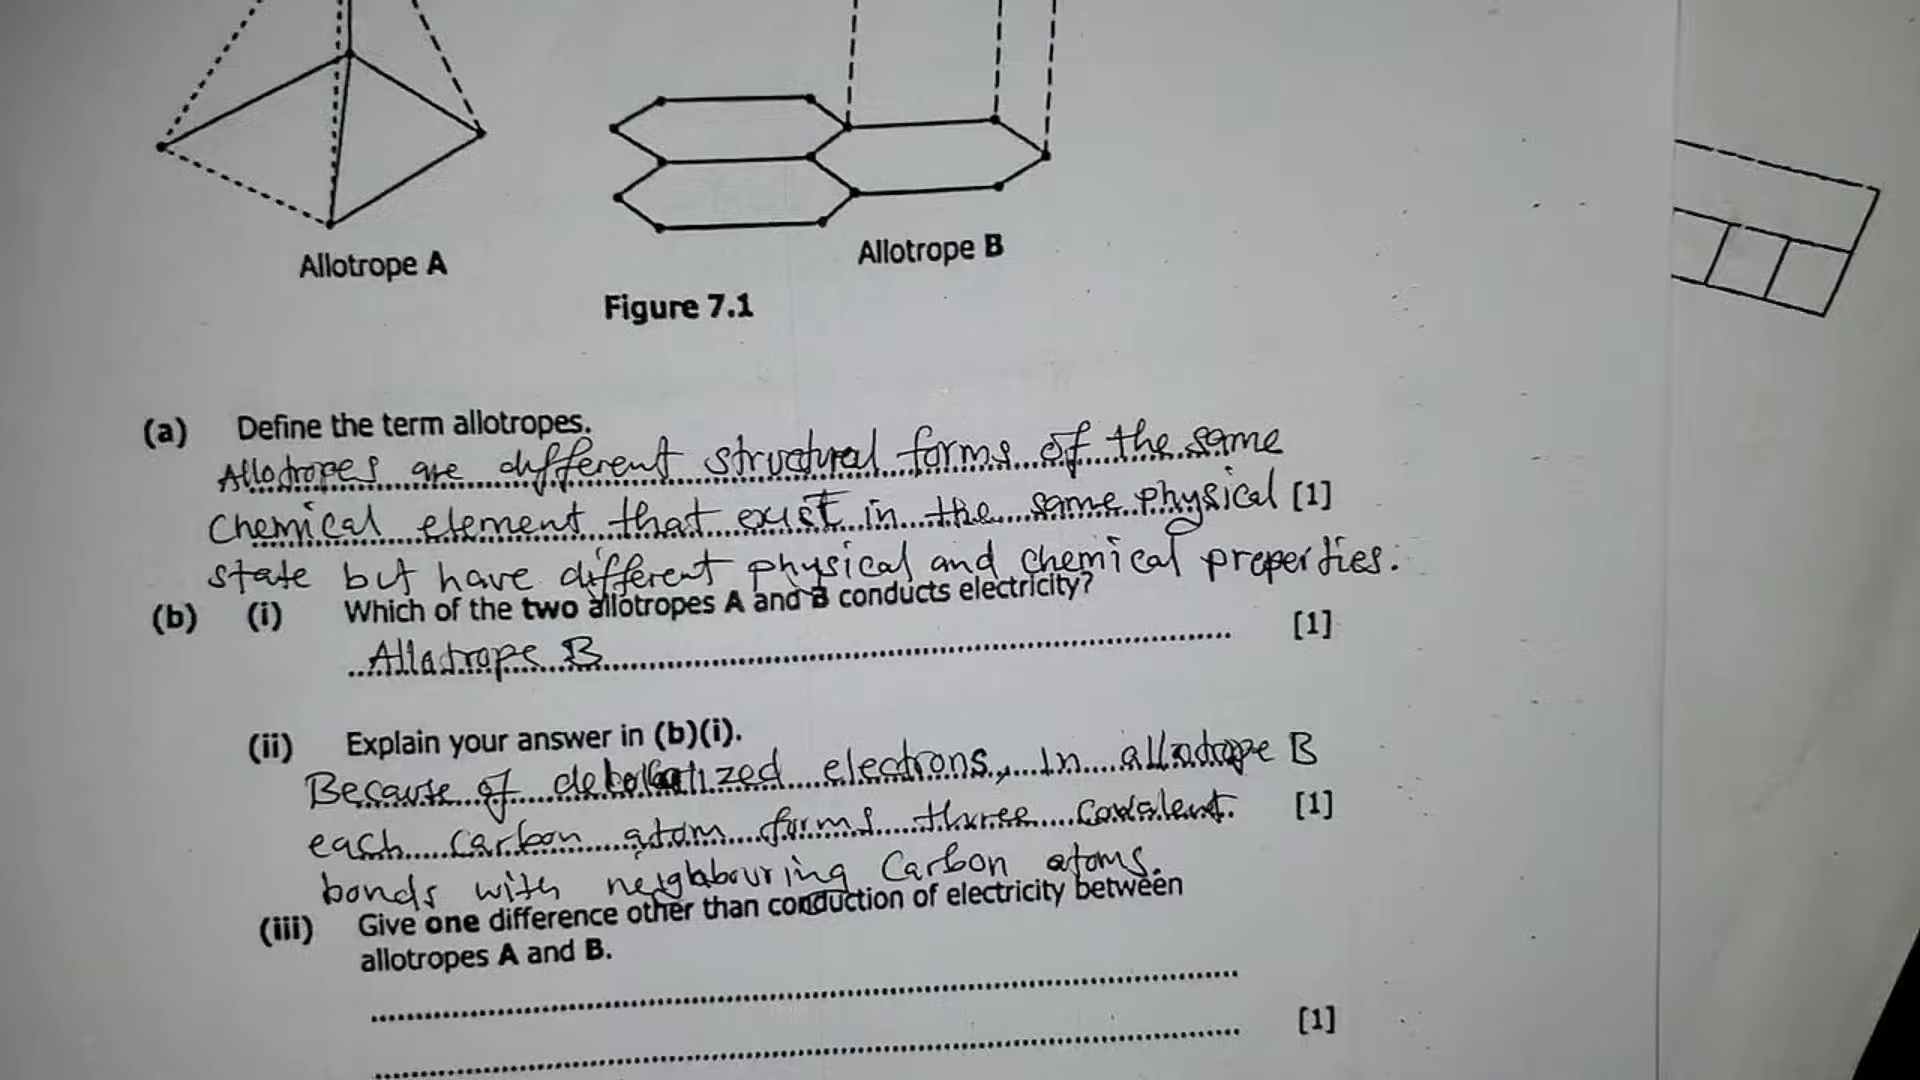 Allotrope A
Allotrope B
Figure 7.1
(a) Define the term allotropes.
Allotropes are different structural forms of the same
Chemical element that exist in the same physical [1]
state but have different physical and chemical properties.
(b) (i) Which of the two allotropes A and B conducts electricity?
Allatrope B [1]
(ii) Explain your answer in (b)(i).
Because of electrons, In allotrope B
each carbon atom forms three covalent. [1]
bonds with neighbouring Carbon atoms.
(iii) Give one difference other than conduction of electricity between
allotropes A and B.
[1]